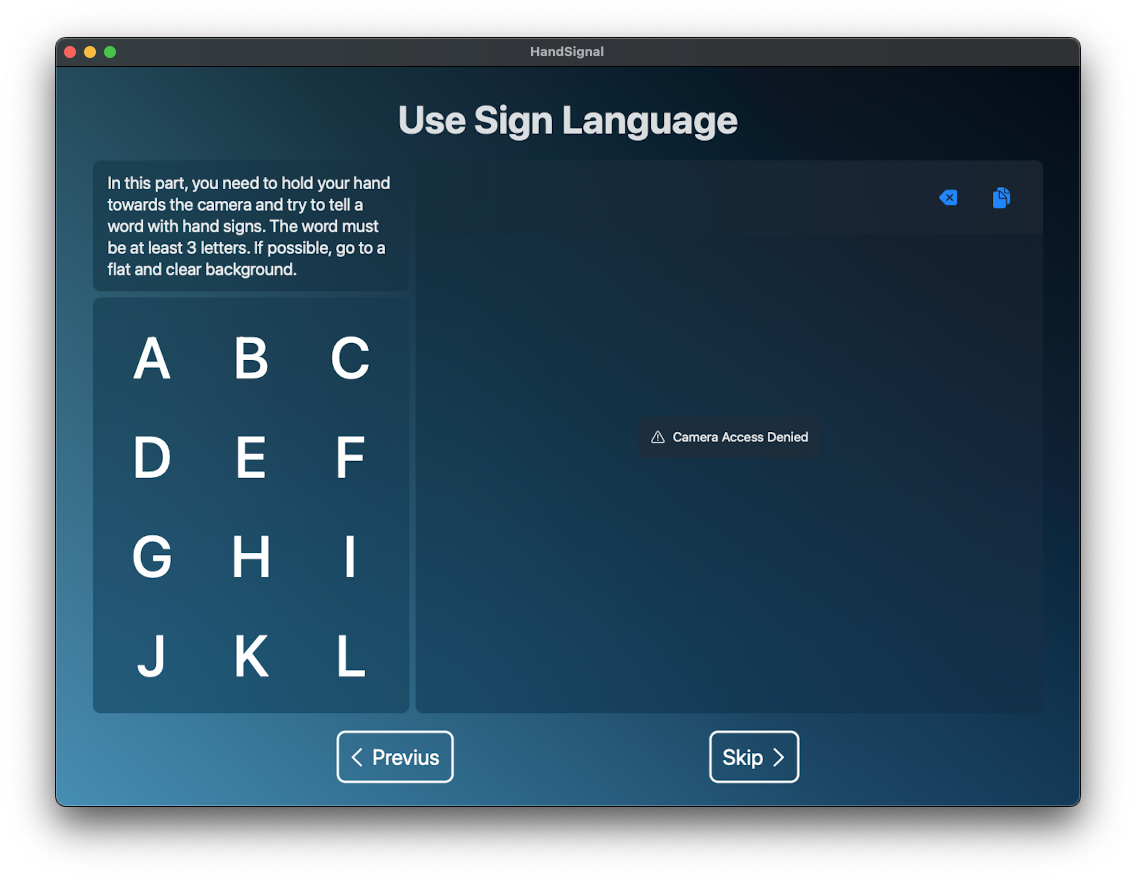 HandSignal
Use Sign Language
In this part, you need to hold your hand
towards the camera and try to tell a
word with hand signs. The word must
be at least 3 letters. If possible, go to a
flat and clear background.
A B C
D E F
G H I
J K L
Camera Access Denied
Previus
Skip